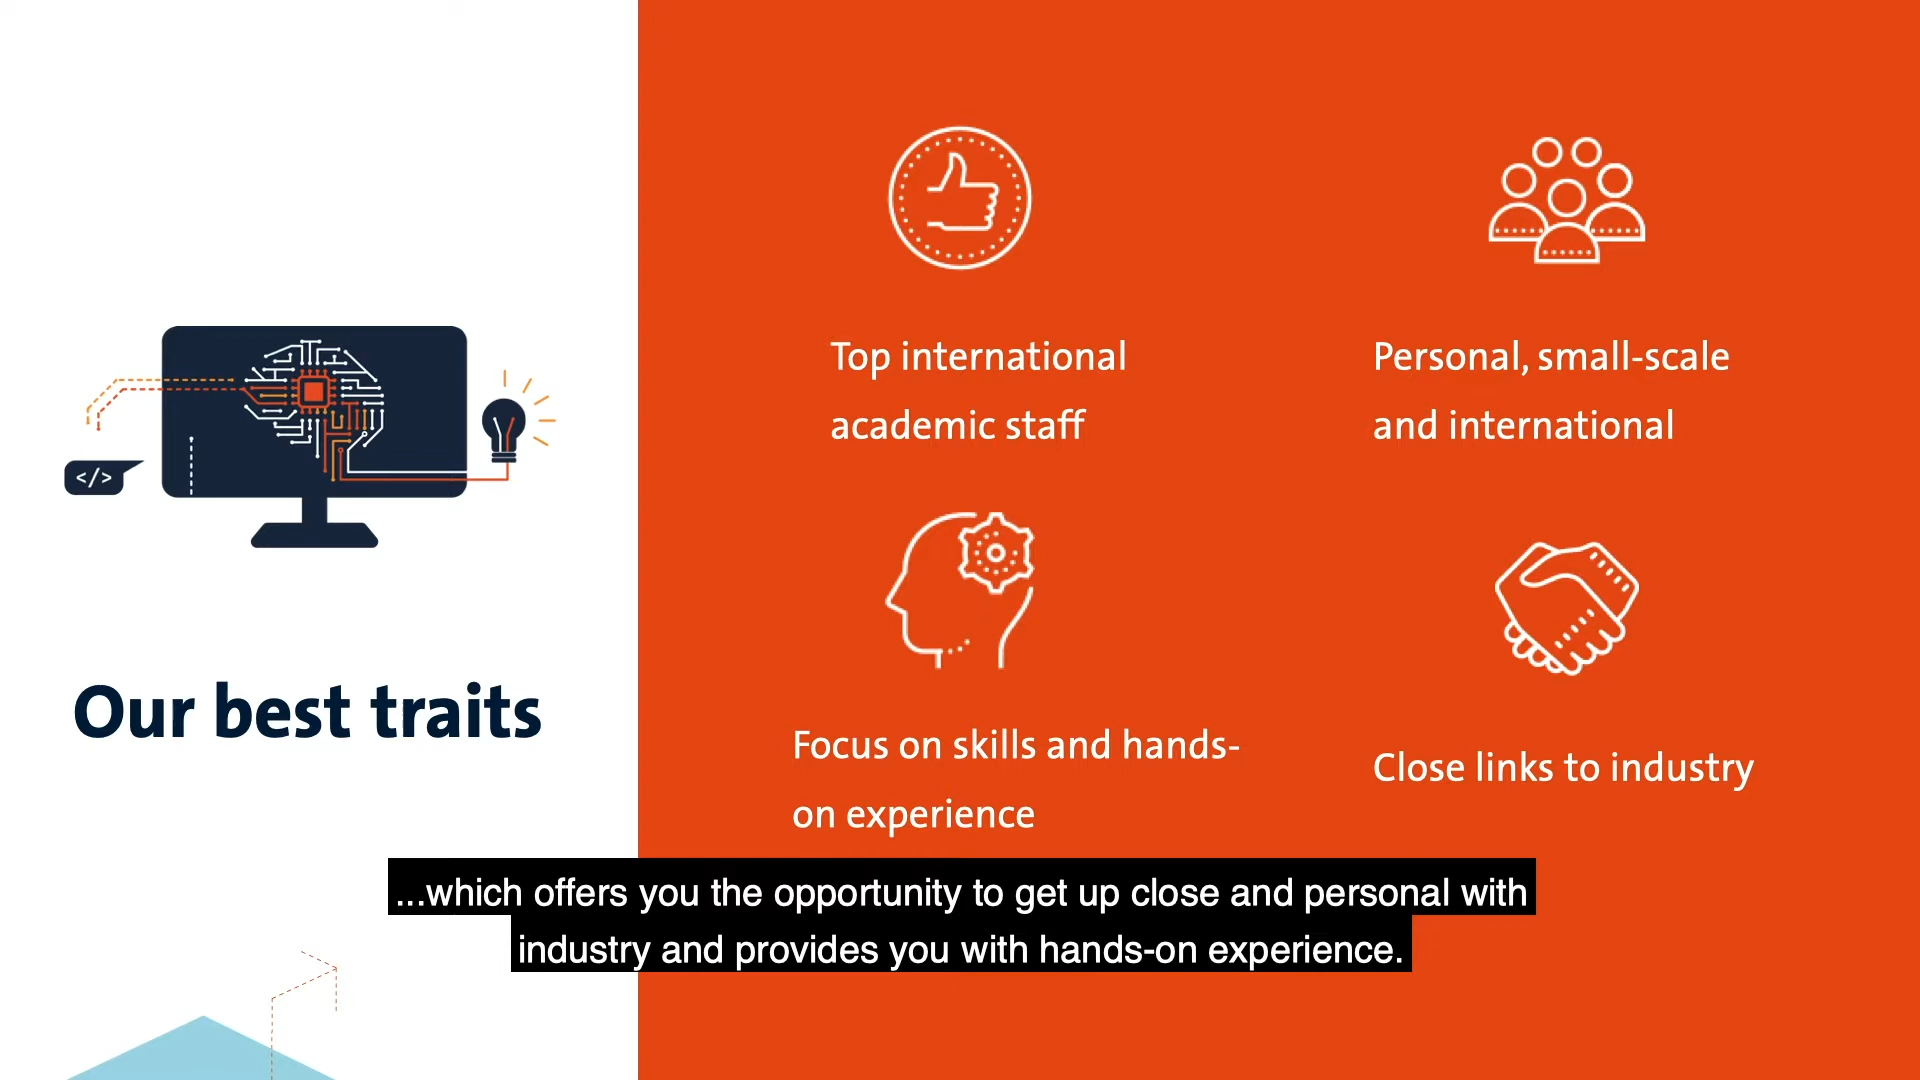 </>
Our best traits
Top international
academic staff
Personal, small-scale
and international
Focus on skills and hands-
on experience
Close links to industry
...which offers you the opportunity to get up close and personal with
industry and provides you with hands-on experience.